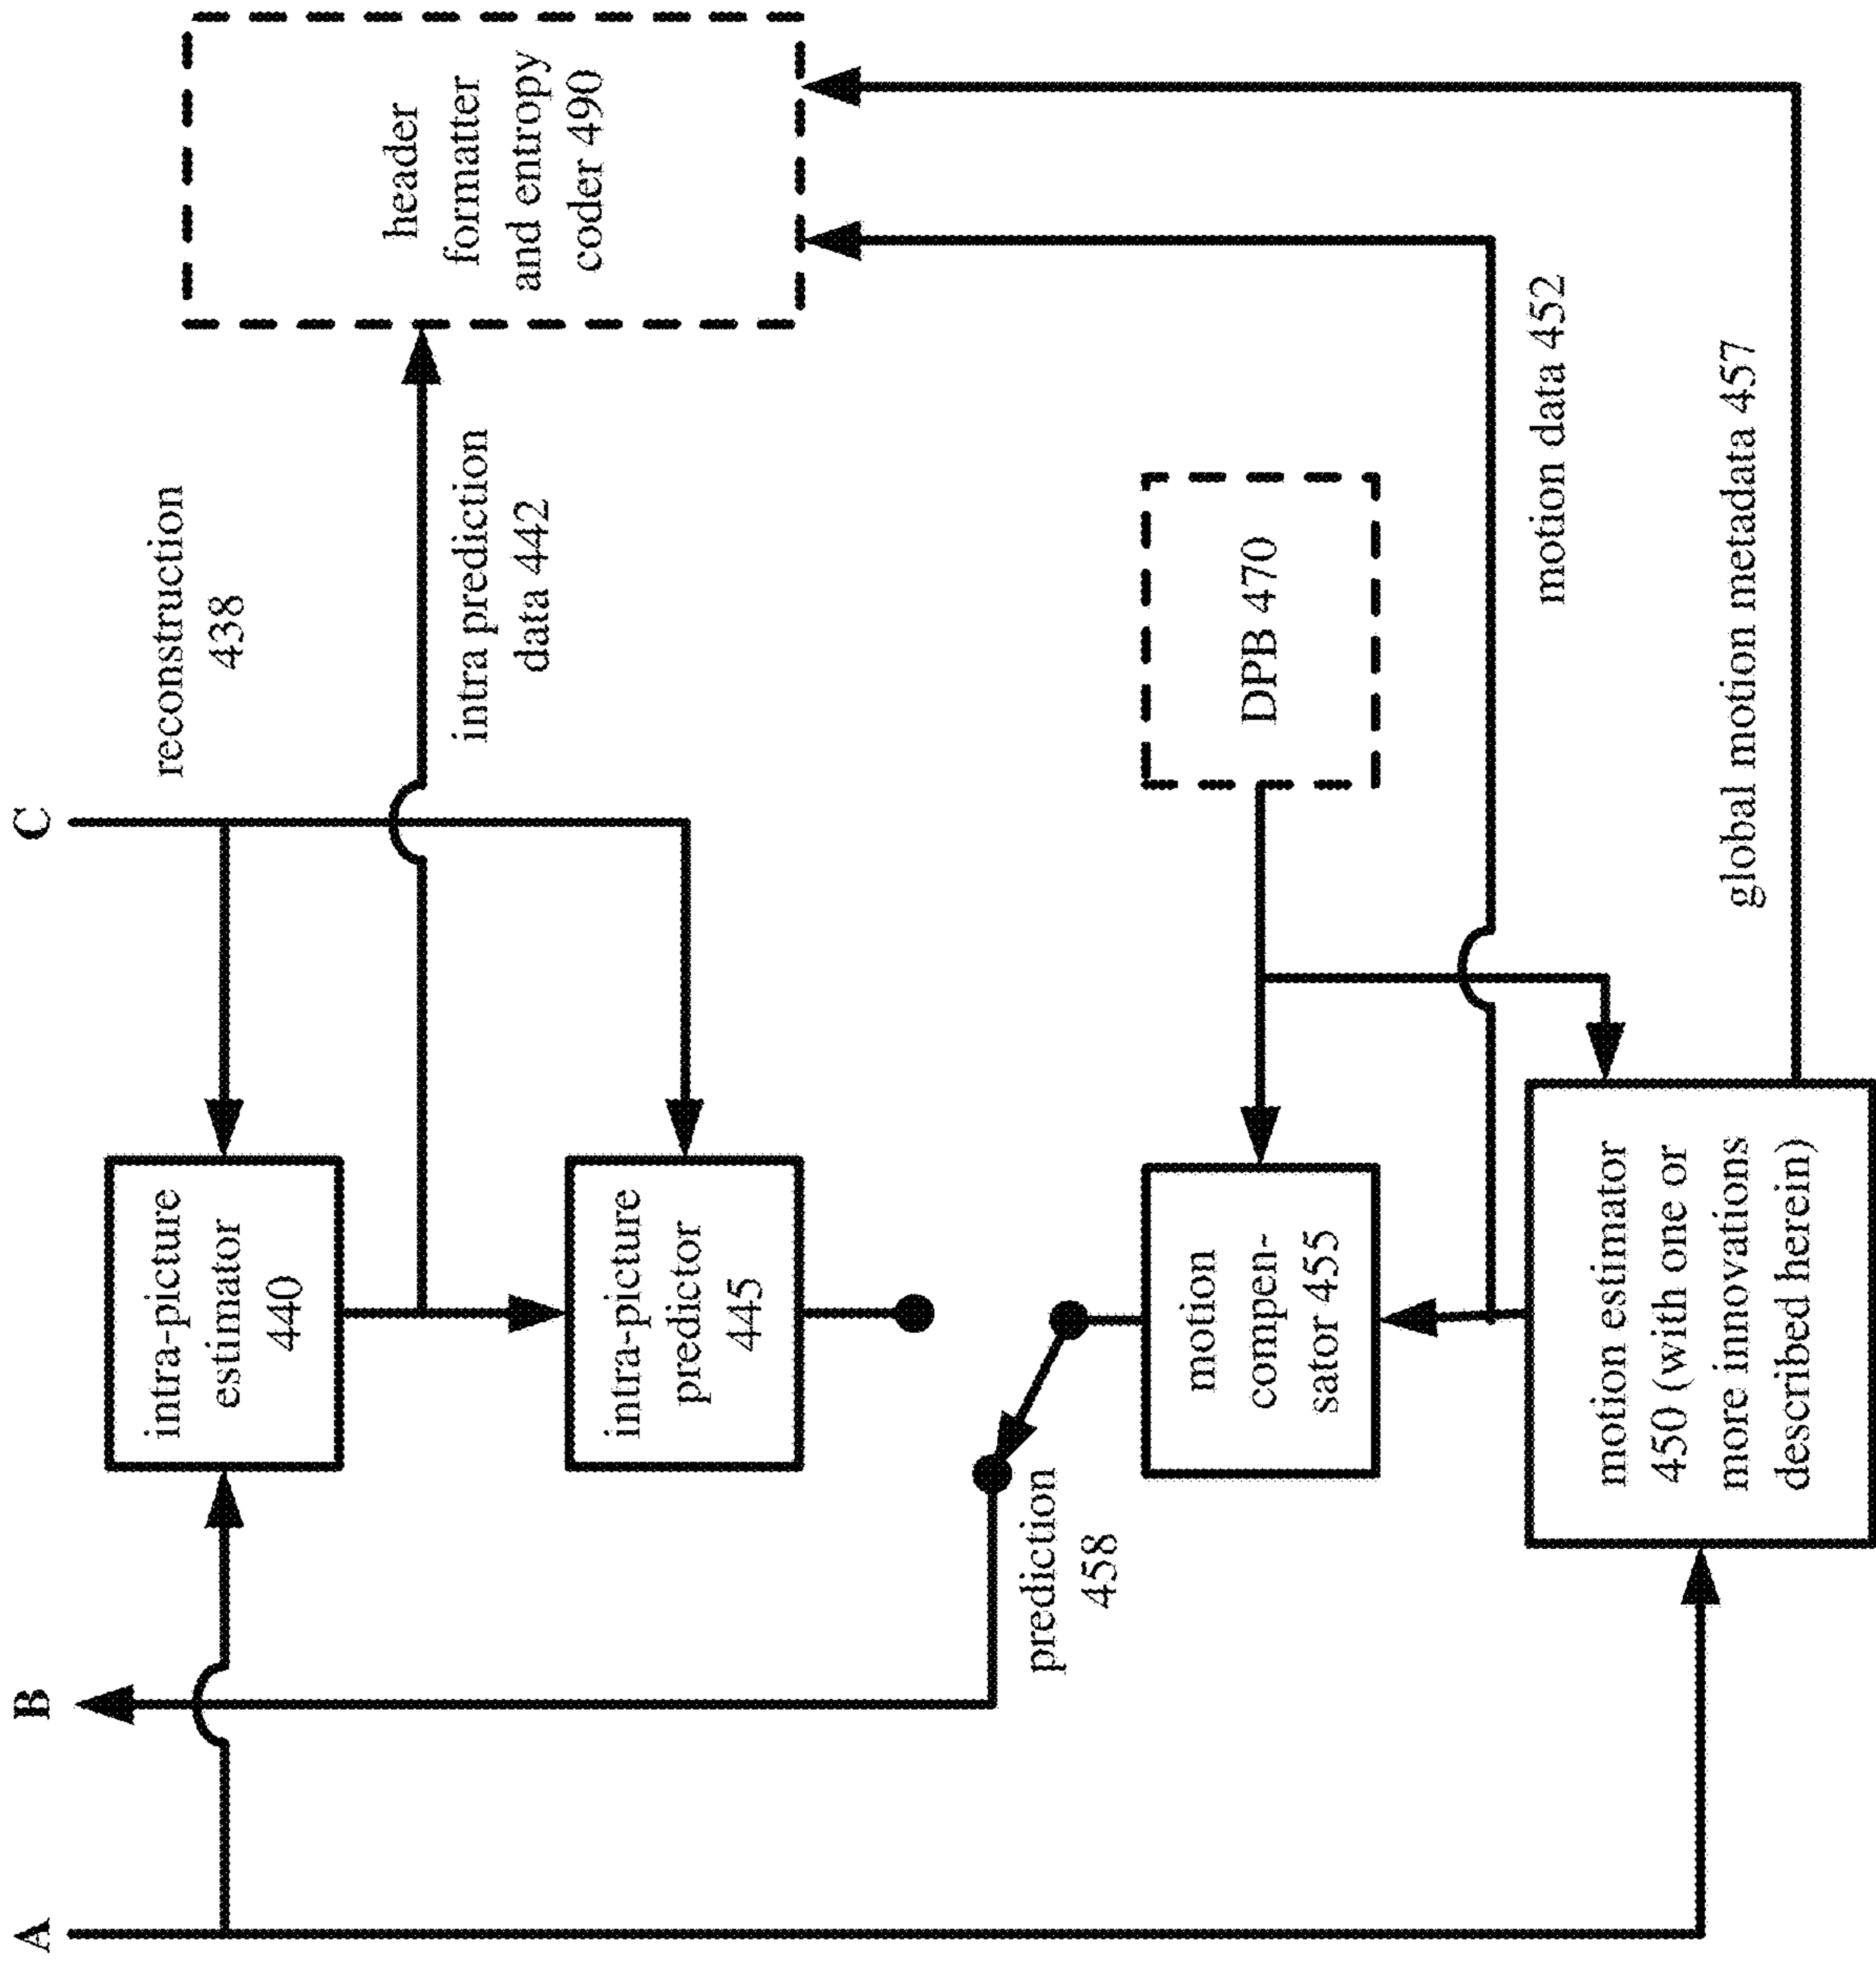 A
B
C
reconstruction
438
intra-picture
estimator
440
intra prediction
data 442
header
formatter
and entropy
coder 490
intra-picture
predictor
445
prediction
458
motion
compen-
sator 455
DPB 470
motion data 452
motion estimator
450 (with one or
more innovations
described herein)
global motion metadata 457